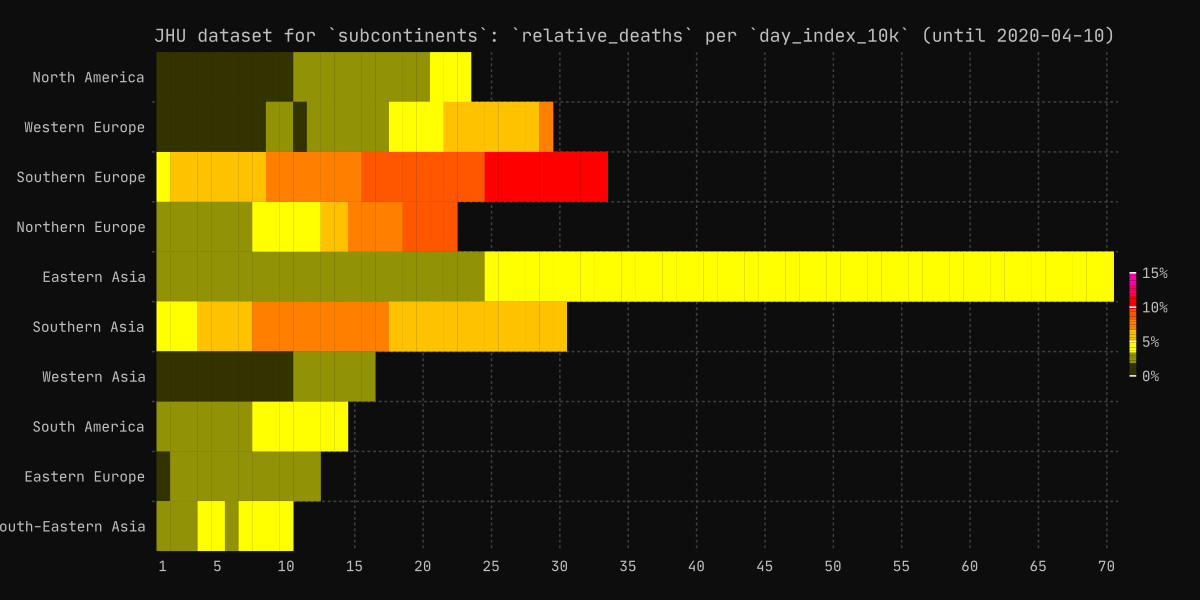 JHU dataset for `subcontinents`: `relative_deaths` per `day_index_10k` (until 2020-04-10)
North America
Western Europe
Southern Europe
Northern Europe
Eastern Asia
Southern Asia
Western Asia
South America
Eastern Europe
outh-Eastern Asia
15%
10%
5%
0%
1 5 10 15 20 25 30 35 40 45 50 55 60 65 70